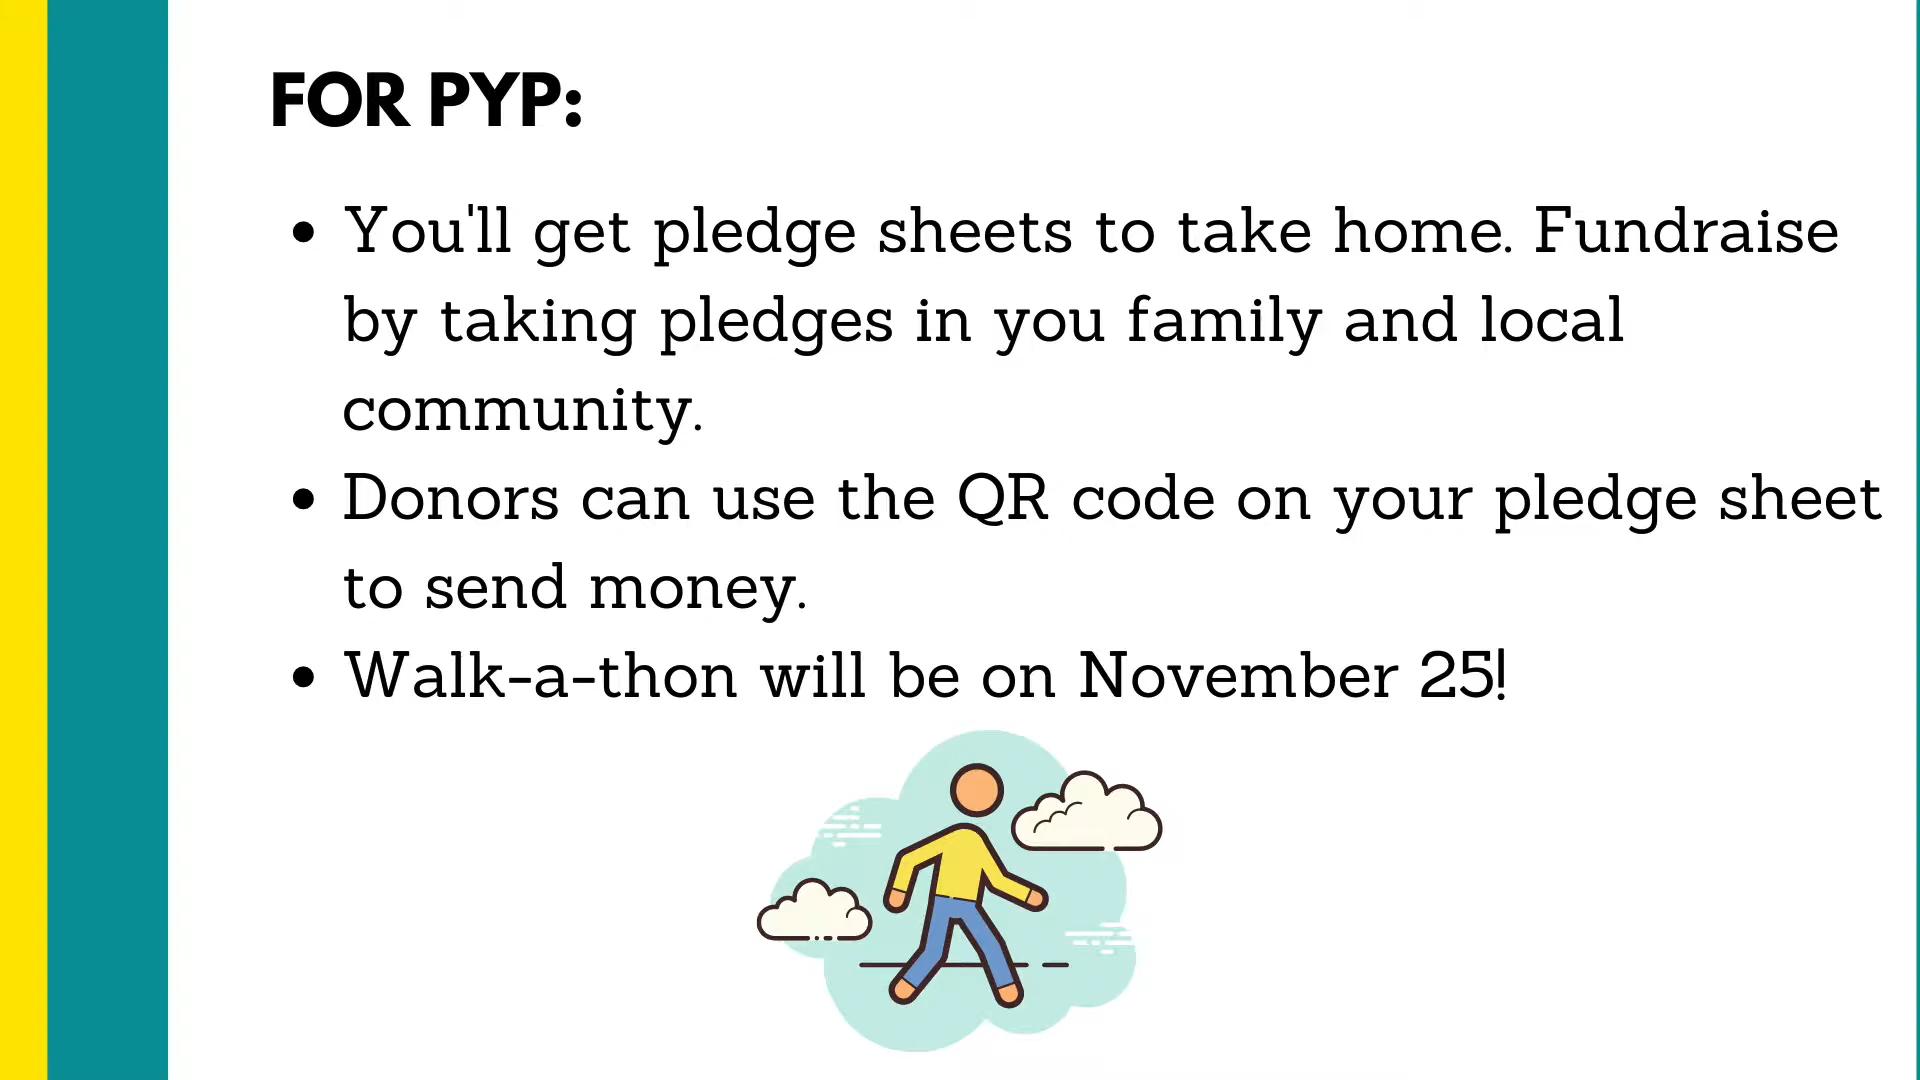 FOR PYP:
• You'll get pledge sheets to take home. Fundraise
by taking pledges in you family and local
community.
• Donors can use the QR code on your pledge sheet
to send money.
• Walk-a-thon will be on November 25!